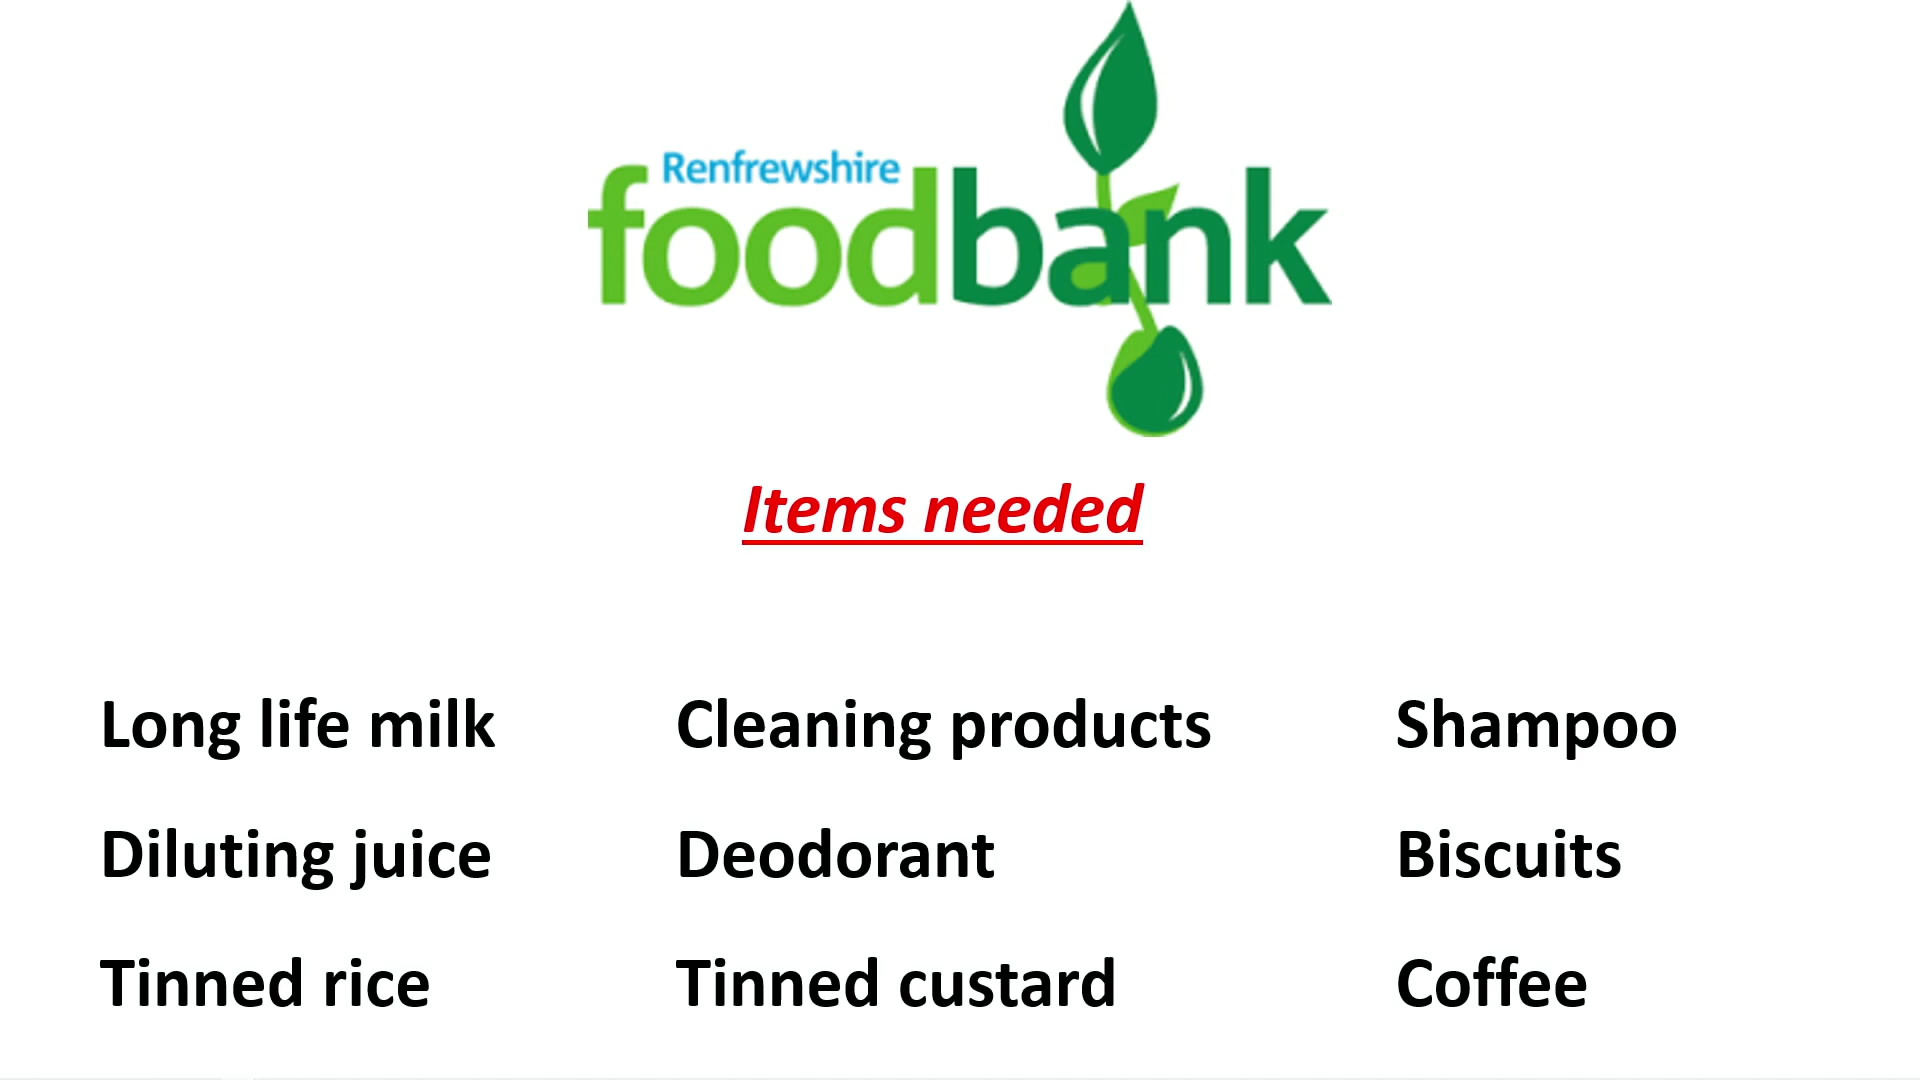 Renfrewshire
foodbank
Items needed
Long life milk Cleaning products Shampoo
Diluting juice Deodorant Biscuits
Tinned rice Tinned custard Coffee